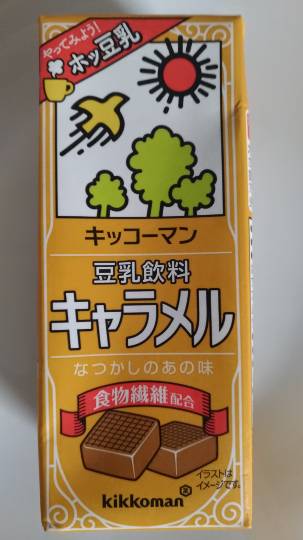 やってみよう!
ホッ豆乳
キッコーマン
豆乳飲料
キャラメル
なつかしのあの味
食物繊維配合
イラストは
イメージです。
kikkoman